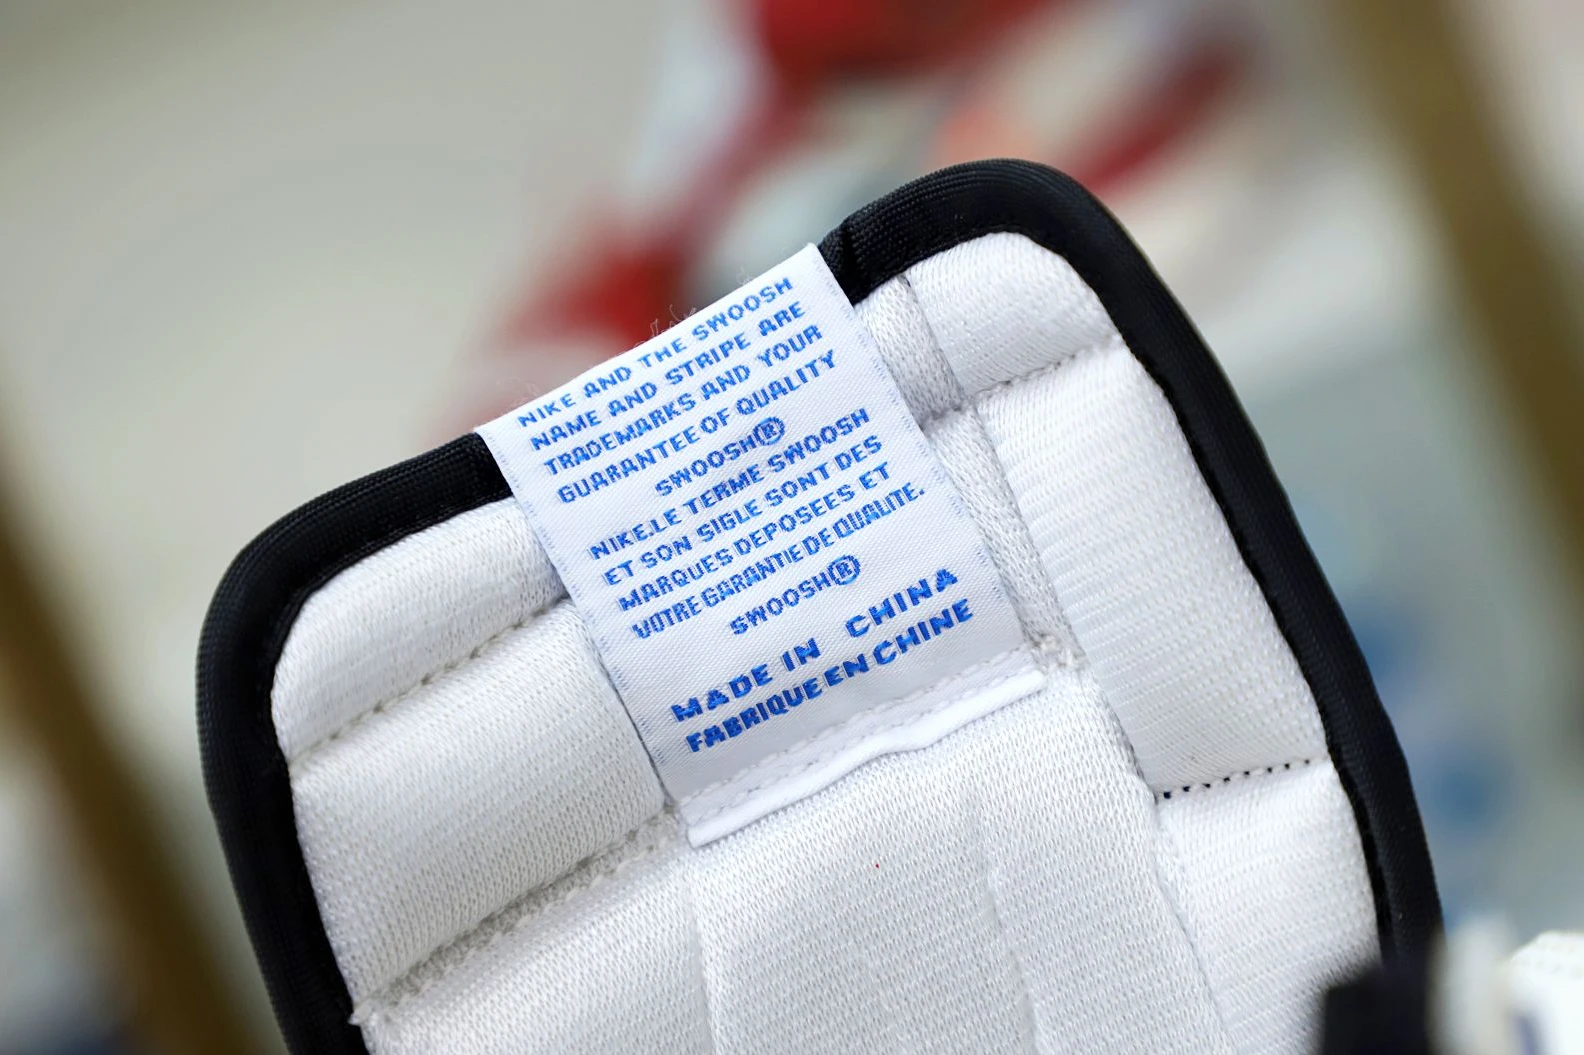 NIKE AND THE SWOOSH
NAME AND STRIPE ARE
TRADEMARKS AND YOUR
GUARANTEE OF QUALITY
SWOOSH®
NIKE.LE TERME SWOOSH
ET SON SIGLE SONT DES
MARQUES DEPOSEES ET
VOTRE GARANTIE DE QUALITE.
SWOOSH®
MADE IN CHINA
FABRIQUE EN CHINE